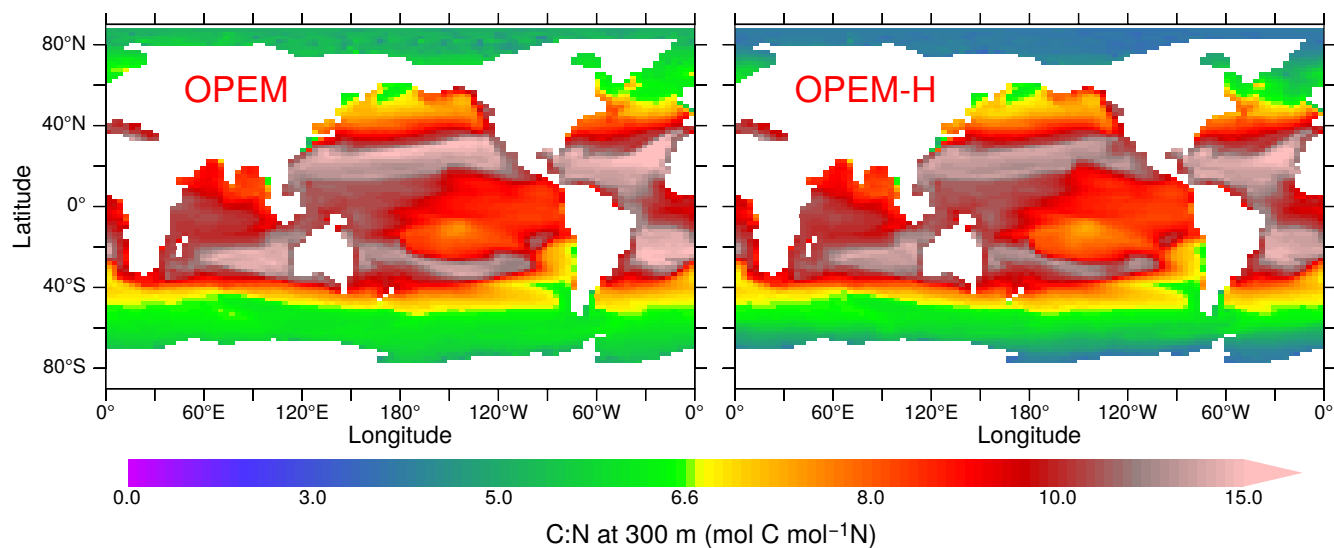 OPEM
OPEM-H
80°N
40°N
0°
40°S
80°S
Latitude
0° 60°E 120°E 180° 120°W 60°W 0°
0° 60°E 120°E 180° 120°W 60°W 0°
Longitude
Longitude
0.0 3.0 5.0 6.6 8.0 10.0 15.0
C:N at 300 m (mol C mol⁻¹N)